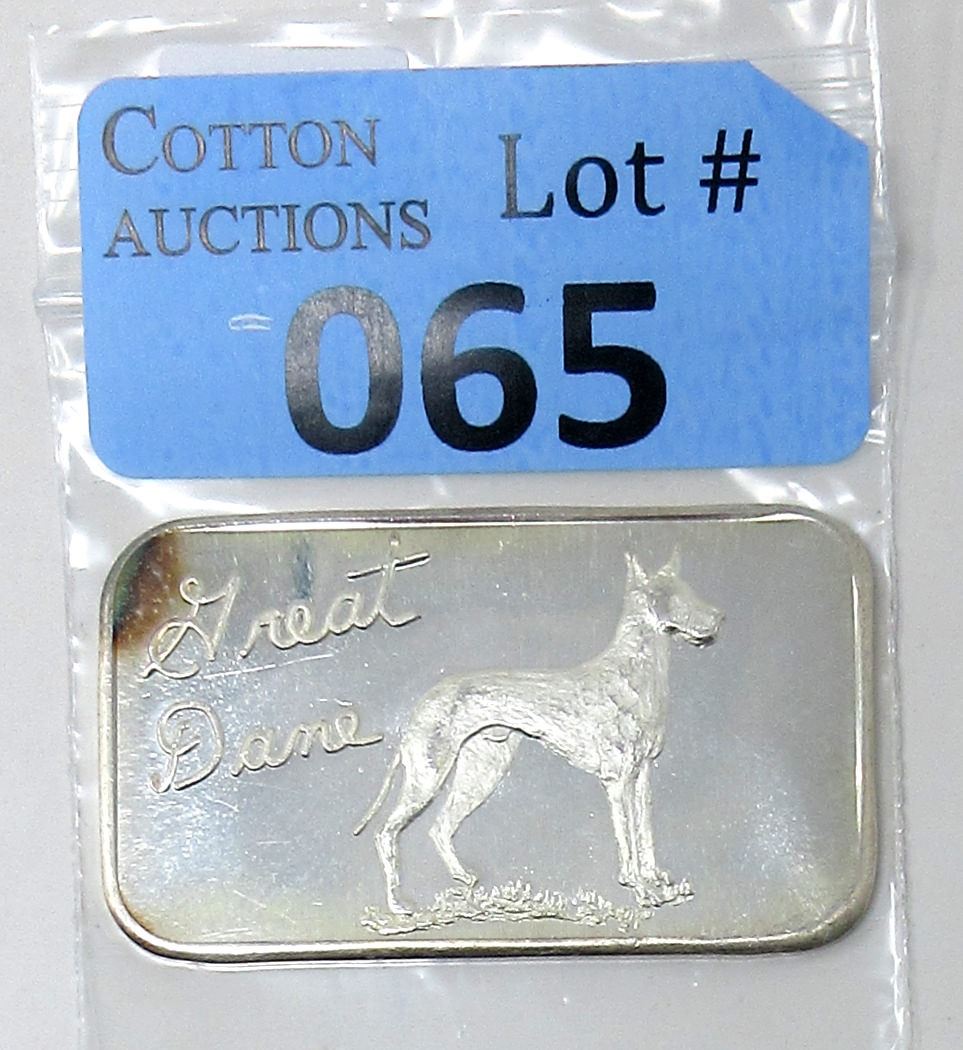 COTTON
AUCTIONS
Lot #
065
Great
Dane